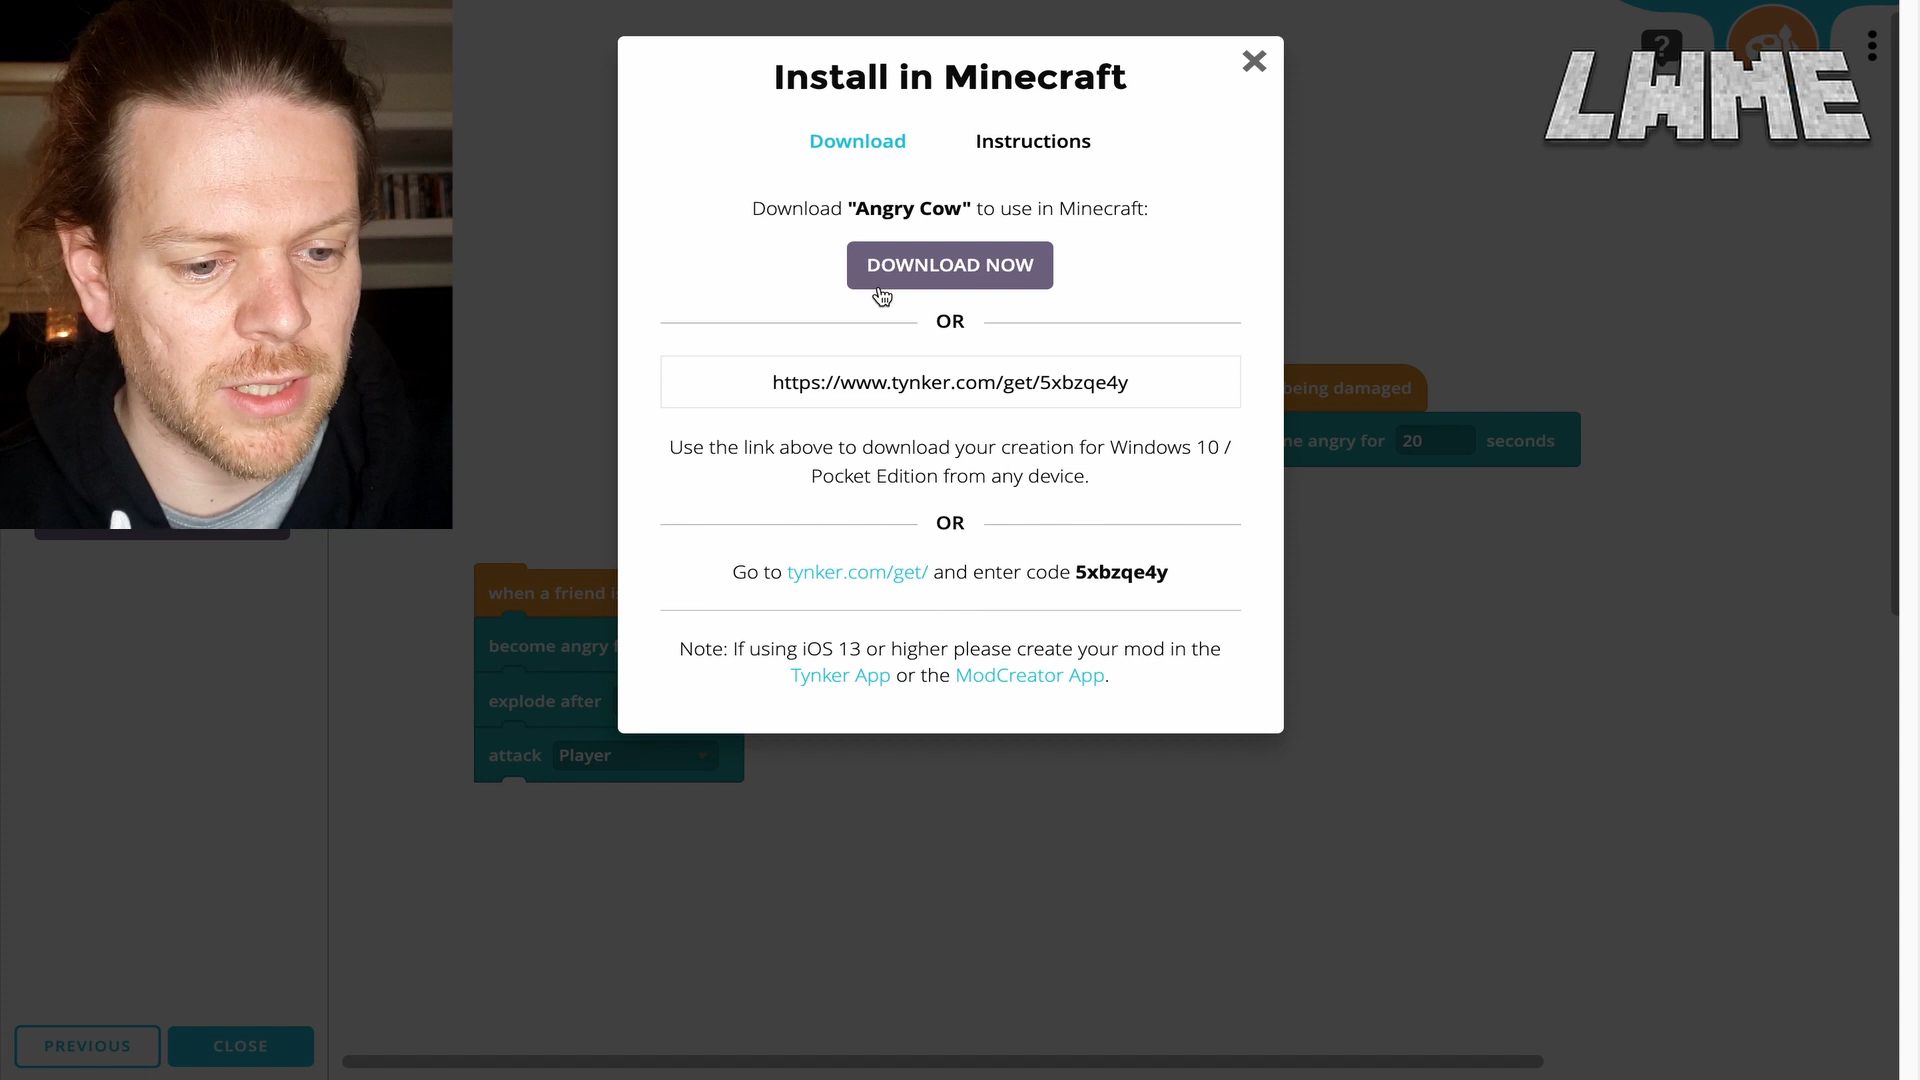 Install in Minecraft
Download Instructions
Download "Angry Cow" to use in Minecraft:
DOWNLOAD NOW
OR
https://www.tynker.com/get/5xbzqe4y
Use the link above to download your creation for Windows 10 /
Pocket Edition from any device.
OR
Go to tynker.com/get/ and enter code 5xbzqe4y
Note: If using iOS 13 or higher please create your mod in the
Tynker App or the ModCreator App.
?
LWME
being damaged
angry for 20 seconds
when a friend
become angry
explode after
attack Player
PREVIOUS CLOSE